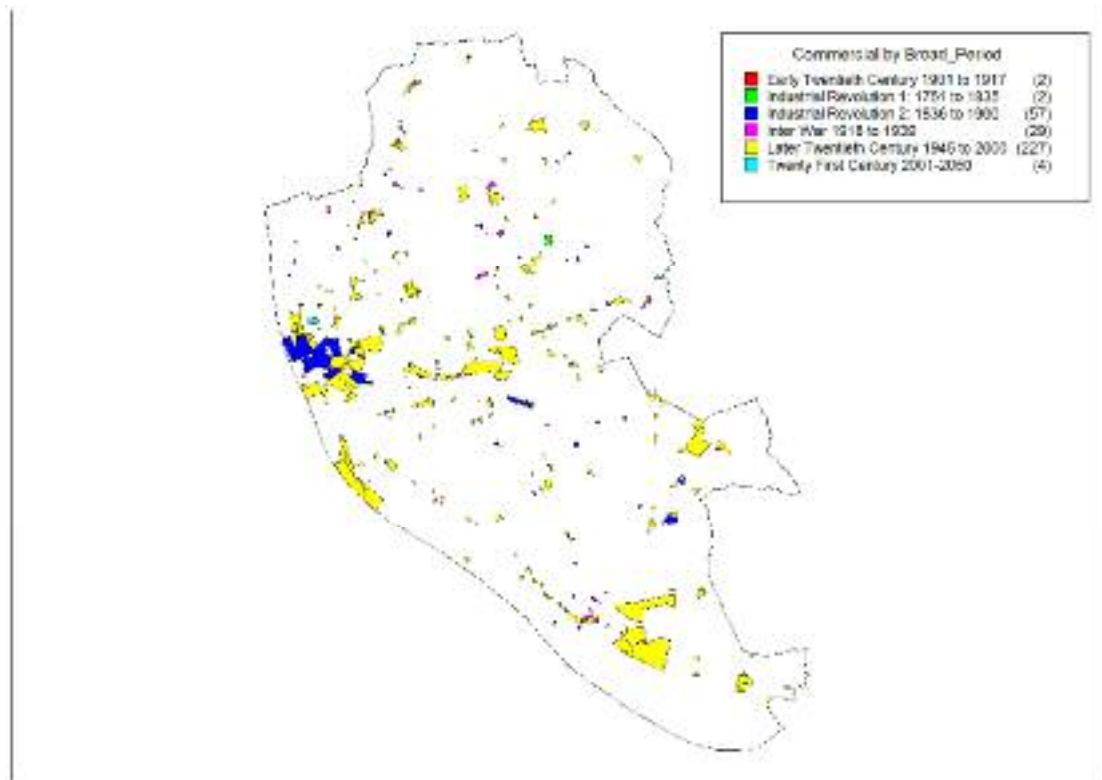 Commercial by Broad_Period
Early Twentieth Century 1901 to 1917 (2)
Industrial Revolution 1: to (2)
Industrial Revolution 2: 1836 to 1900 (57)
Inter War 1918 to 1939 (29)
Later Twentieth Century 1946 to 2000 (227)
Twenty First Century 2001-2050 (4)